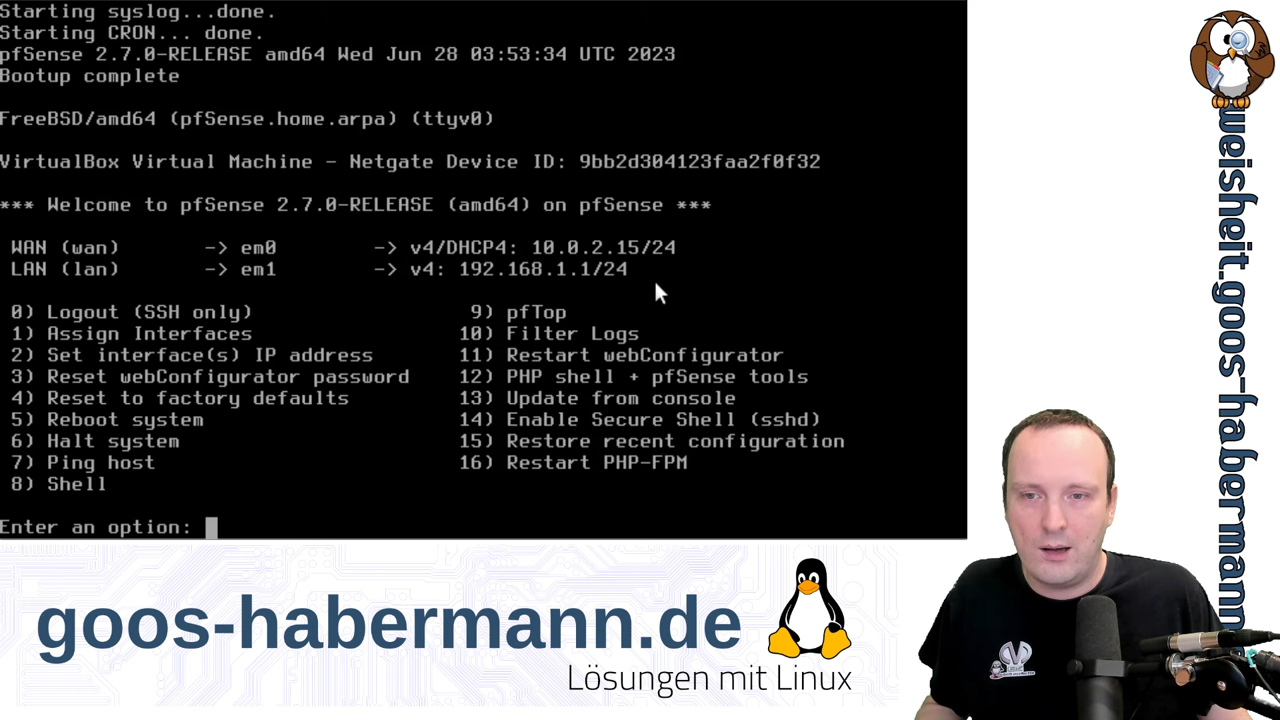 Starting syslog...done.
Starting CRON... done.
pfSense 2.7.0-RELEASE amd64 Wed Jun 28 03:53:34 UTC 2023
Bootup complete
FreeBSD/amd64 (pfSense.home.arpa) (ttyv0)
VirtualBox Virtual Machine - Netgate Device ID: 9bb2d304123faa2f0f32
*** Welcome to pfSense 2.7.0-RELEASE (amd64) on pfSense ***
WAN (wan) -> em0 -> v4/DHCP4: 10.0.2.15/24
LAN (lan) -> em1 -> v4: 192.168.1.1/24
0) Logout (SSH only) 9) pfTop
1) Assign Interfaces 10) Filter Logs
2) Set interface(s) IP address 11) Restart webConfigurator
3) Reset webConfigurator password 12) PHP shell + pfSense tools
4) Reset to factory defaults 13) Update from console
5) Reboot system 14) Enable Secure Shell (sshd)
6) Halt system 15) Restore recent configuration
7) Ping host 16) Restart PHP-FPM
8) Shell
Enter an option:
goos-habermann.de
Lösungen mit Linux
weisheit.goos-habermann